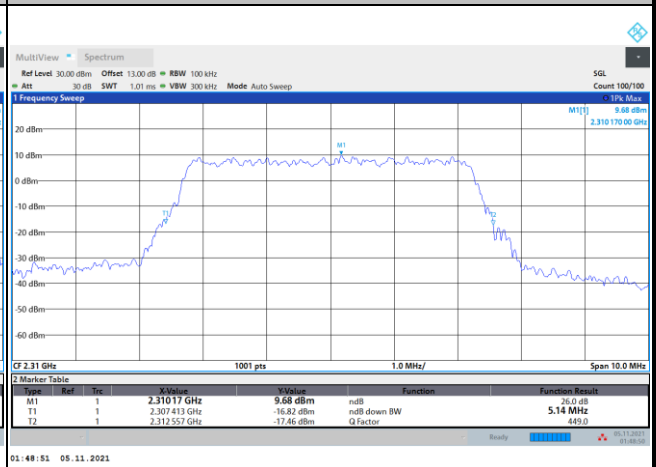 MultiView Spectrum
Ref Level 30.00 dBm Offset 13.00 dB RBW 100 kHz SGL
Att 30 dB SWT 1.01 ms VBW 300 kHz Mode Auto Sweep Count 100/100
1 Frequency Sweep 1Pk Max
M1[1] 9.68 dBm
2.310 170 00 GHz
20 dBm
M1
10 dBm
0 dBm
-10 dBm
T1 T2
-20 dBm
-30 dBm
-40 dBm
-50 dBm
-60 dBm
CF 2.31 GHz 1001 pts 1.0 MHz/ Span 10.0 MHz
2 Marker Table
Type Ref Trc X-Value Y-Value Function Function Result
M1 1 2.31017 GHz 9.68 dBm ndB 26.0 dB
T1 1 2.307413 GHz -16.82 dBm ndB down BW 5.14 MHz
T2 1 2.312557 GHz -17.46 dBm Q Factor 449.0
Ready 05.11.2021
01:48:50
01:48:51 05.11.2021